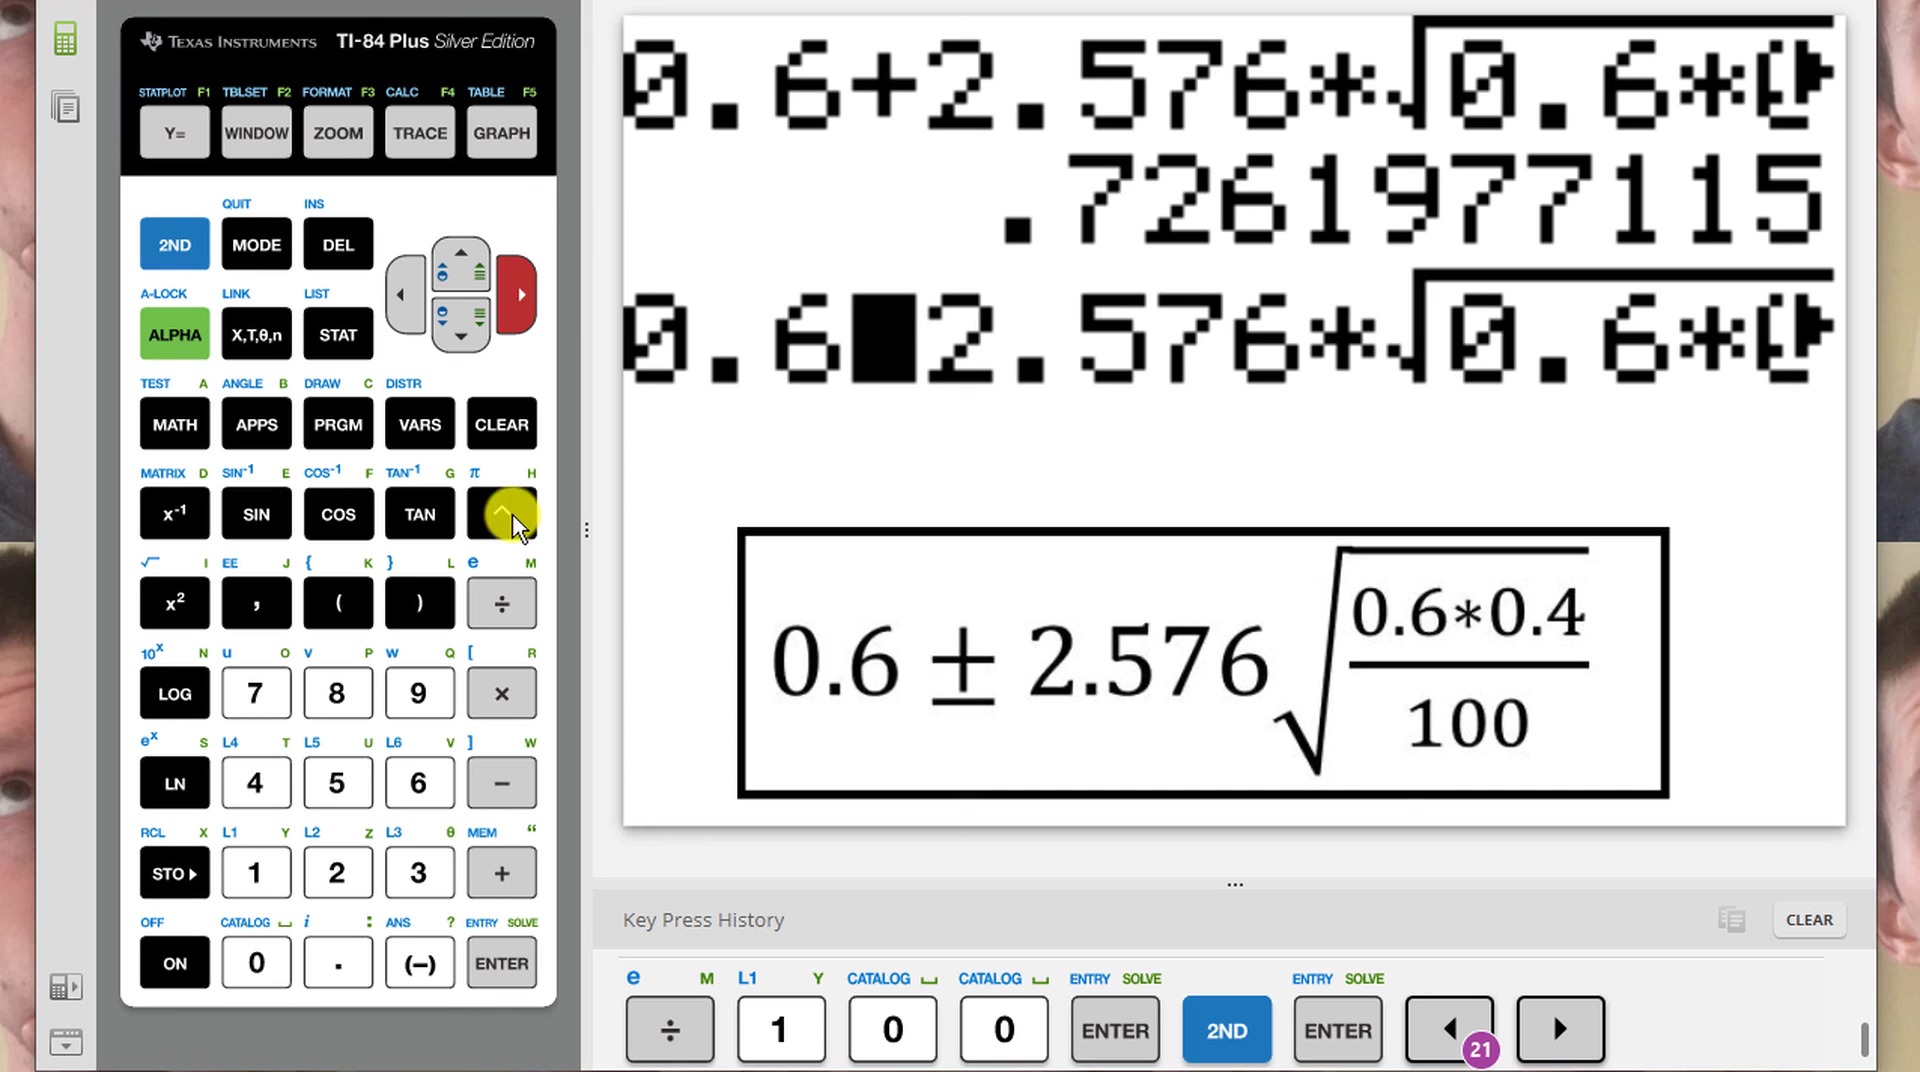 TEXAS INSTRUMENTS TI-84 Plus Silver Edition
STATPLOT F1 TBLSET F2 FORMAT F3 CALC F4 TABLE F5
Y= WINDOW ZOOM TRACE GRAPH
QUIT INS
2ND MODE DEL
A-LOCK LINK LIST
ALPHA X,T,θ,n STAT
TEST A ANGLE B DRAW C DISTR
MATH APPS PRGM VARS CLEAR
MATRIX D SIN⁻¹ E COS⁻¹ F TAN⁻¹ G π H
x⁻¹ SIN COS TAN ^
√ I EE J { K } L e M
x² , ( ) ÷
10ˣ N u O v P w Q [ R
LOG 7 8 9 ×
eˣ S L4 T L5 U L6 V ] W
LN 4 5 6 −
RCL X L1 Y L2 Z L3 θ MEM “
STO▸ 1 2 3 +
OFF CATALOG ⎵ i : ANS ? ENTRY SOLVE
ON 0 . (−) ENTER
0.6+2.576*√0.6*(
.7261977115
0.6 2.576*√0.6*(
0.6 ± 2.576√0.6*0.4
100
Key Press History CLEAR
e M L1 Y CATALOG ⎵ CATALOG ⎵ ENTRY SOLVE ENTRY SOLVE
÷ 1 0 0 ENTER 2ND ENTER
21